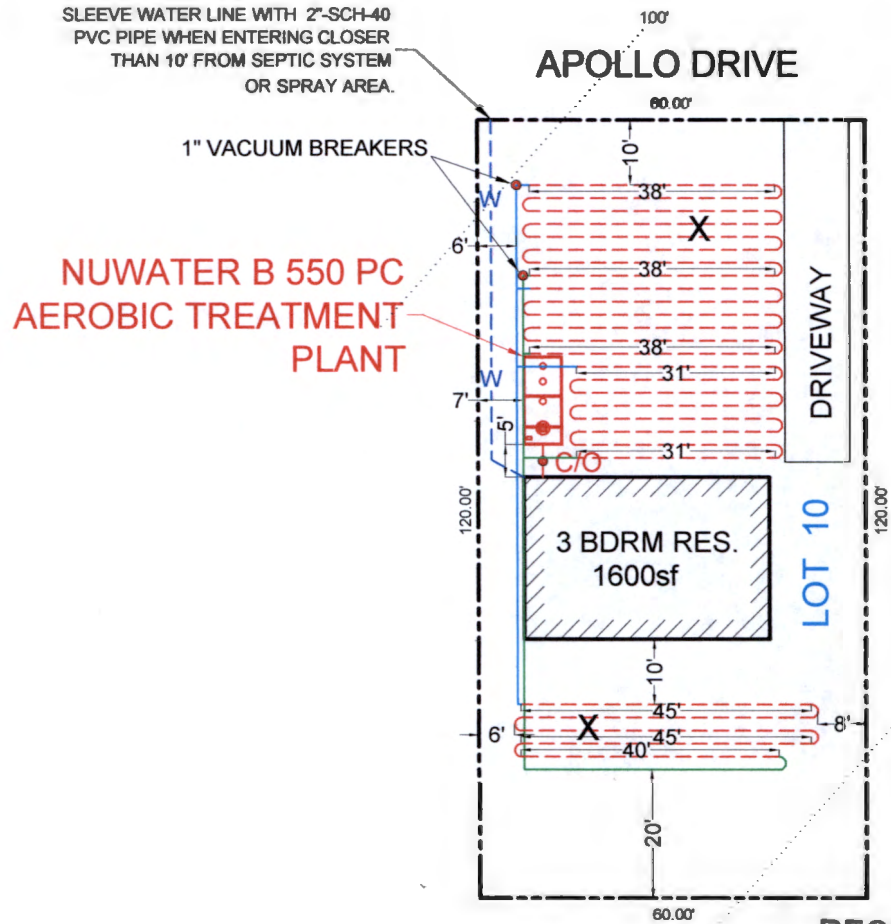 SLEEVE WATER LINE WITH 2"-SCH-40
PVC PIPE WHEN ENTERING CLOSER
THAN 10' FROM SEPTIC SYSTEM
OR SPRAY AREA.
100'
APOLLO DRIVE
60.00'
1" VACUUM BREAKERS
10'
W
38'
X
6'
38'
NUWATER B 550 PC
AEROBIC TREATMENT
PLANT
DRIVEWAY
38'
31'
W
7'
5'
31'
C/O
120.00'
120.00'
3 BDRM RES.
1600sf
LOT 10
10'
45'
X
6'
45'
8'
40'
20'
60.00'